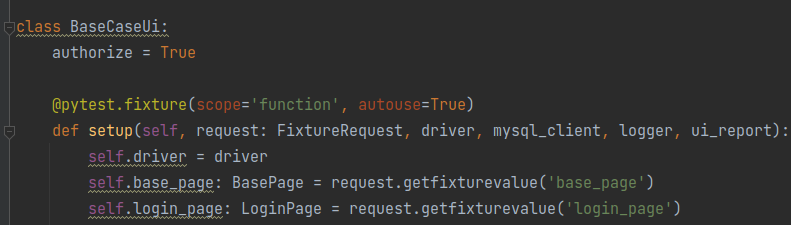 class BaseCaseUi:
    authorize = True
    @pytest.fixture(scope='function', autouse=True)
    def setup(self, request: FixtureRequest, driver, mysql_client, logger, ui_report):
        self.driver = driver
        self.base_page: BasePage = request.getfixturevalue('base_page')
        self.login_page: LoginPage = request.getfixturevalue('login_page')